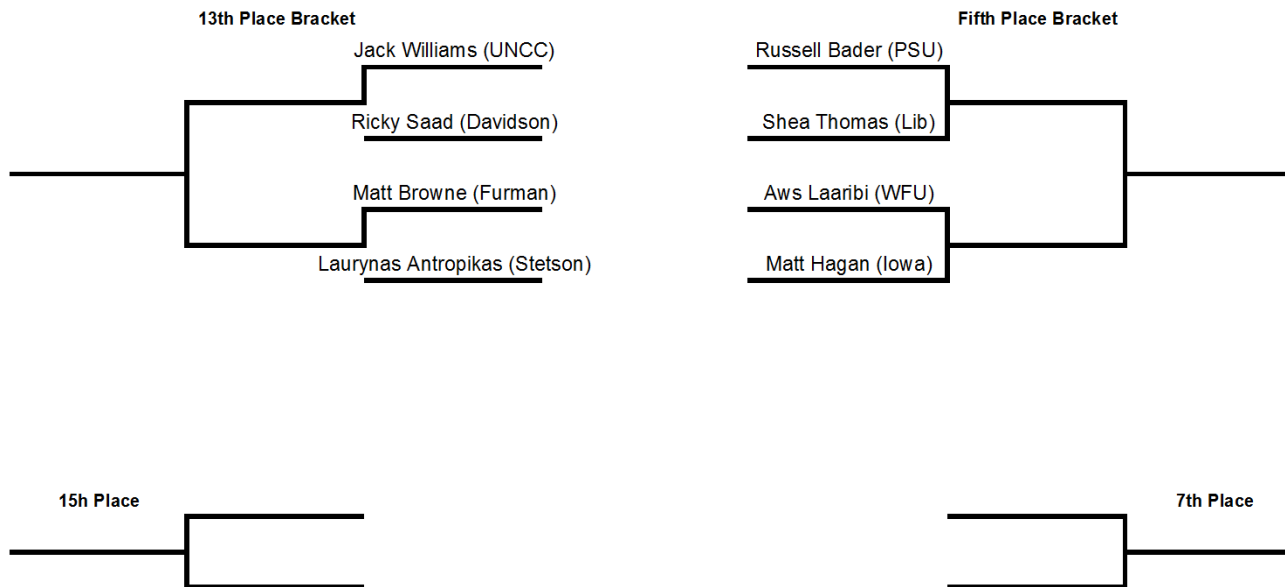 13th Place Bracket
Fifth Place Bracket
Jack Williams (UNCC)
Russell Bader (PSU)
Ricky Saad (Davidson)
Shea Thomas (Lib)
Matt Browne (Furman)
Aws Laaribi (WFU)
Laurynas Antropikas (Stetson)
Matt Hagan (Iowa)
15h Place
7th Place